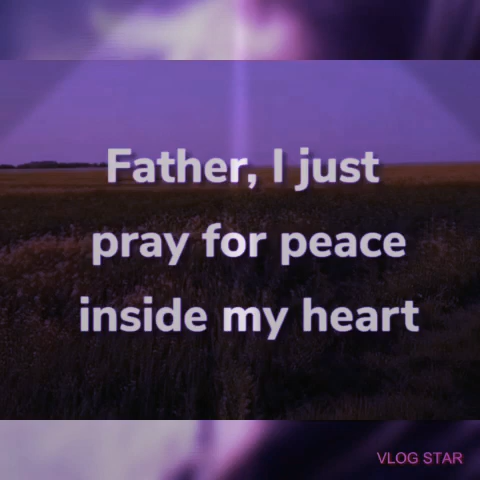 Father, I just
pray for peace
inside my heart
VLOG STAR